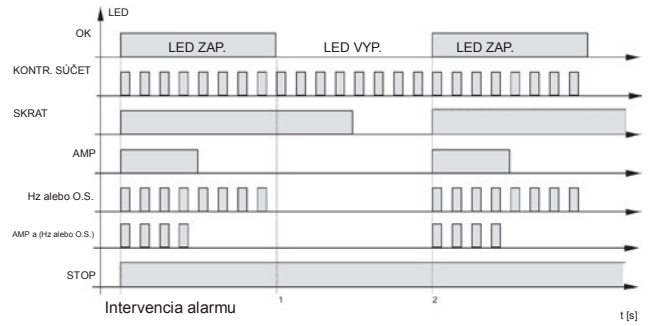 LED
OK
LED ZAP. LED VYP. LED ZAP.
KONTR. SÚČET
SKRAT
AMP
Hz alebo O.S.
AMP a (Hz alebo O.S.)
STOP
Intervencia alarmu 1 2
t [s]